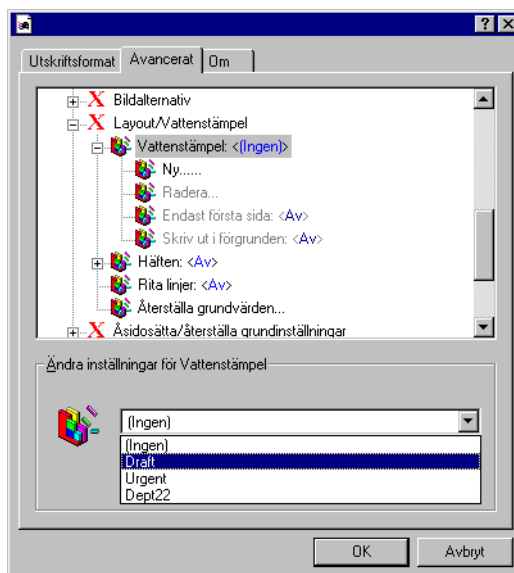 Utskriftsformat Avancerat Om
Bildalternativ
Layout/Vattenstämpel
Vattenstämpel: <(Ingen)>
Ny......
Radera...
Endast första sida: <Av>
Skriv ut i förgrunden: <Av>
Häften: <Av>
Rita linjer: <Av>
Återställa grundvärden...
Åsidosätta/återställa grundinställningar
Ändra inställningar för Vattenstämpel
(Ingen)
(Ingen)
Draft
Urgent
Dept22
OK Avbryt